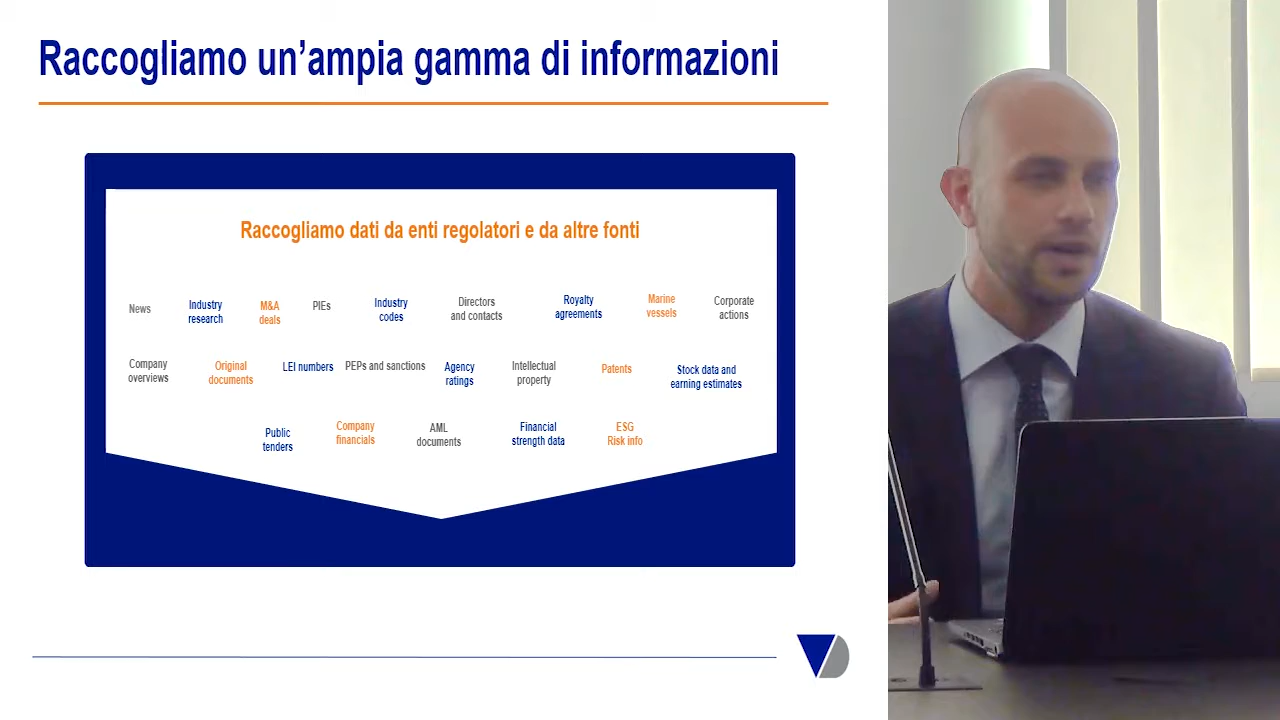 Raccogliamo un’ampia gamma di informazioni
Raccogliamo dati da enti regolatori e da altre fonti
News
Industry
research
M&A
deals
PIEs
Industry
codes
Directors
and contacts
Royalty
agreements
Marine
vessels
Corporate
actions
Company
overviews
Original
documents
LEI numbers
PEPs and sanctions
Agency
ratings
Intellectual
property
Patents
Stock data and
earning estimates
Public
tenders
Company
financials
AML
documents
Financial
strength data
ESG
Risk info